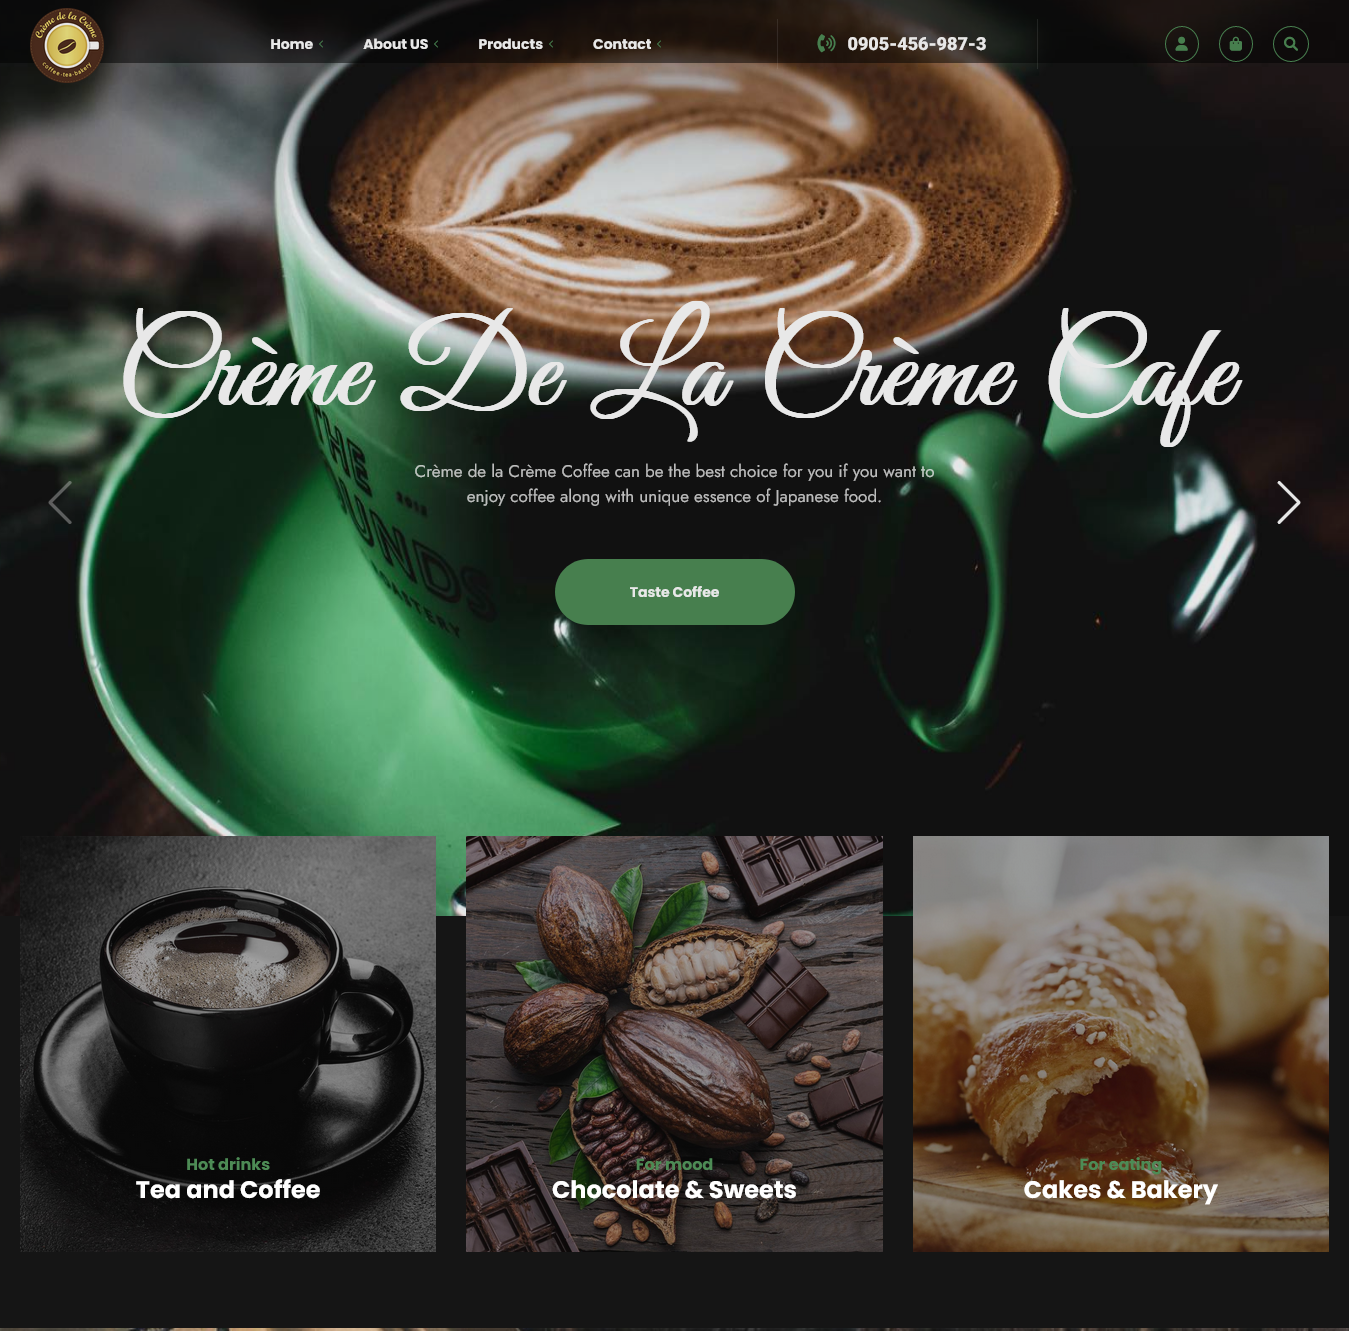 Crème de la Crème
coffee-tea-bakery
Home
About US
Products
Contact
0905-456-987-3
Crème De La Crème Cafe
THE
2012
ROASTERY
Crème de la Crème Coffee can be the best choice for you if you want to
enjoy coffee along with unique essence of Japanese food.
Taste Coffee
Hot drinks
Tea and Coffee
For mood
Chocolate & Sweets
For eating
Cakes & Bakery